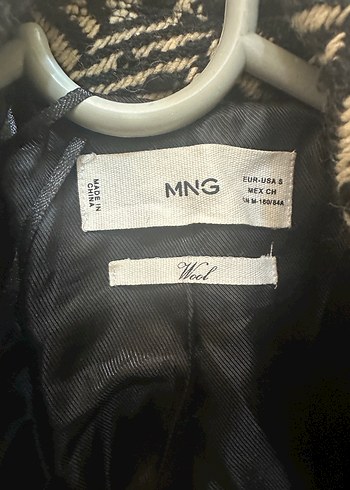 MADE IN
CHINA
MNG
EUR-USA S
MEX CH
CN M-160/84A
Wool